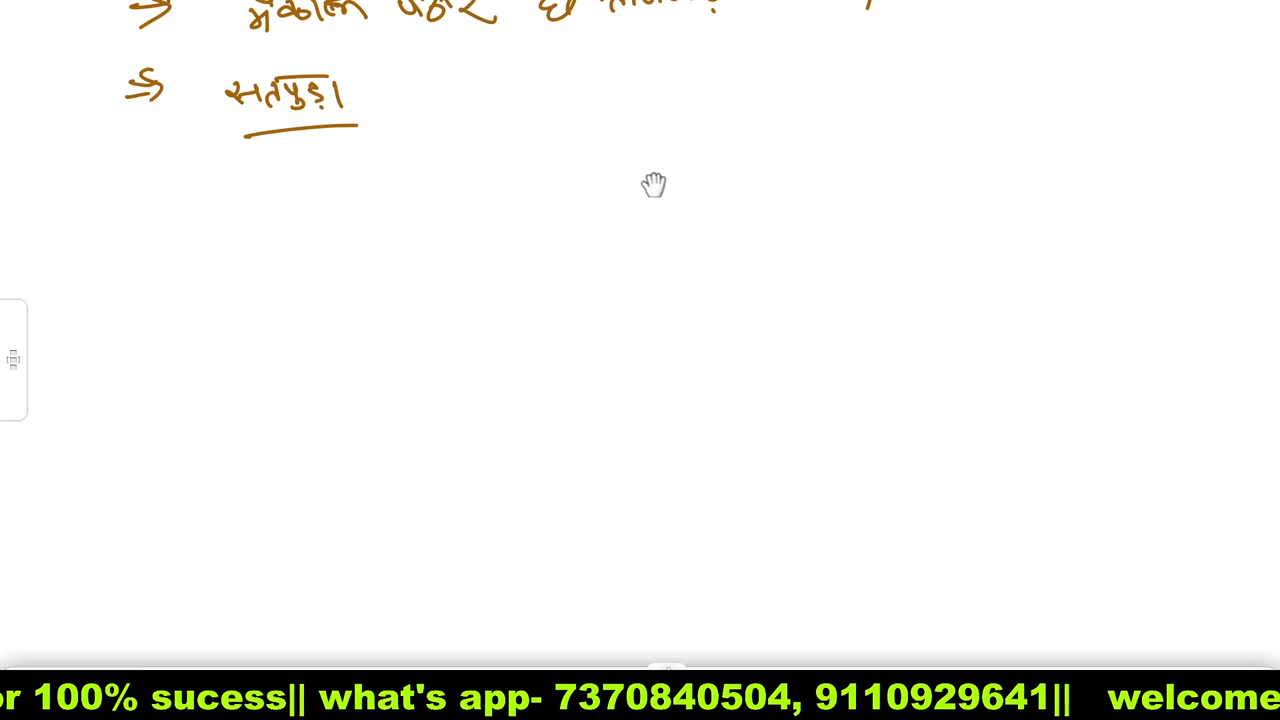 ⇒ मैकाल
⇒ सतपुड़ा
or 100% sucess|| what's app- 7370840504, 9110929641|| welcome